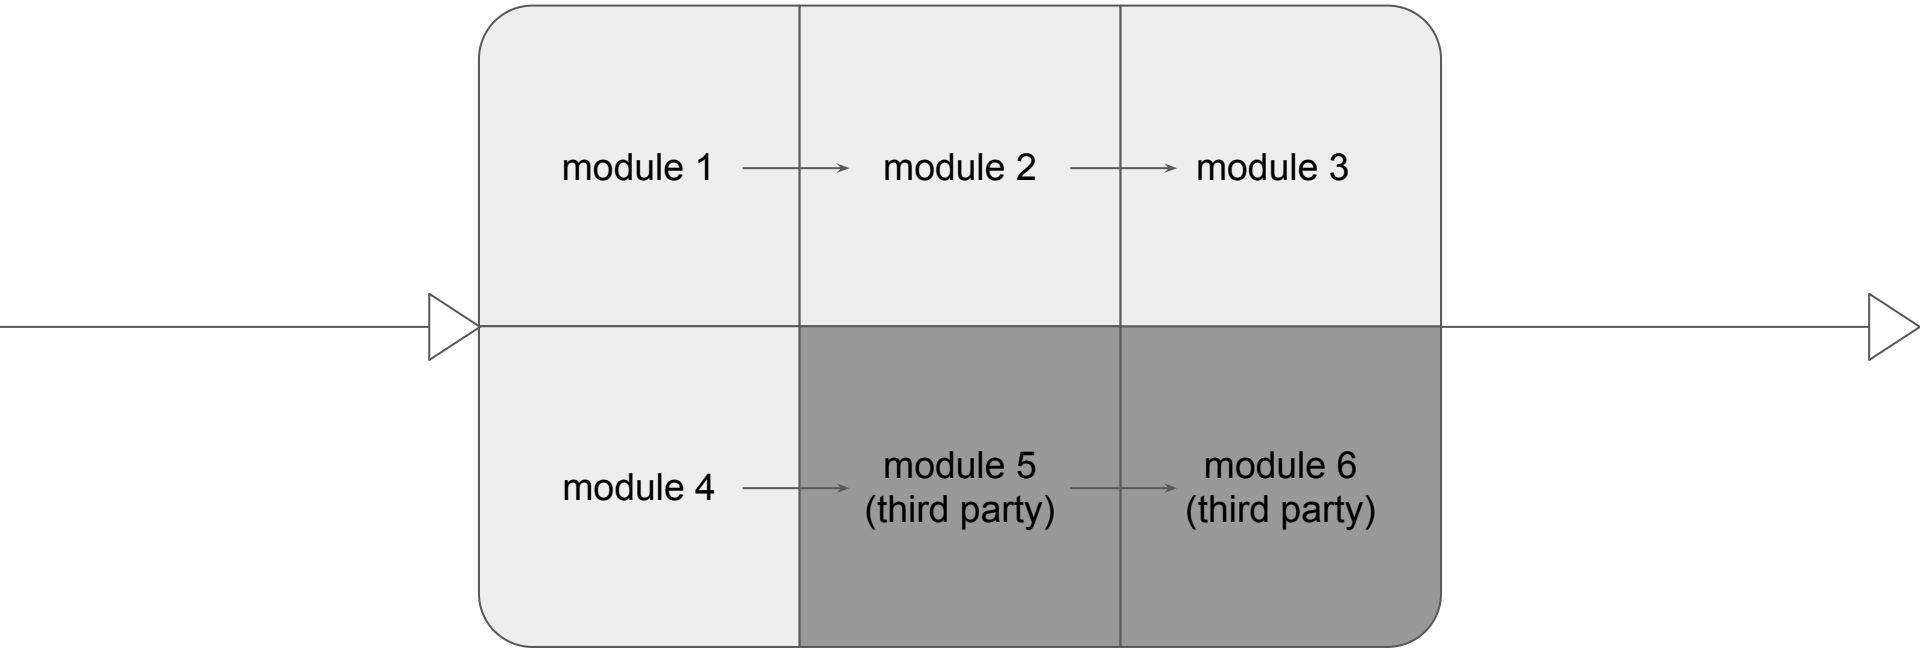 module 1
module 2
module 3
module 4
module 5
(third party)
module 6
(third party)